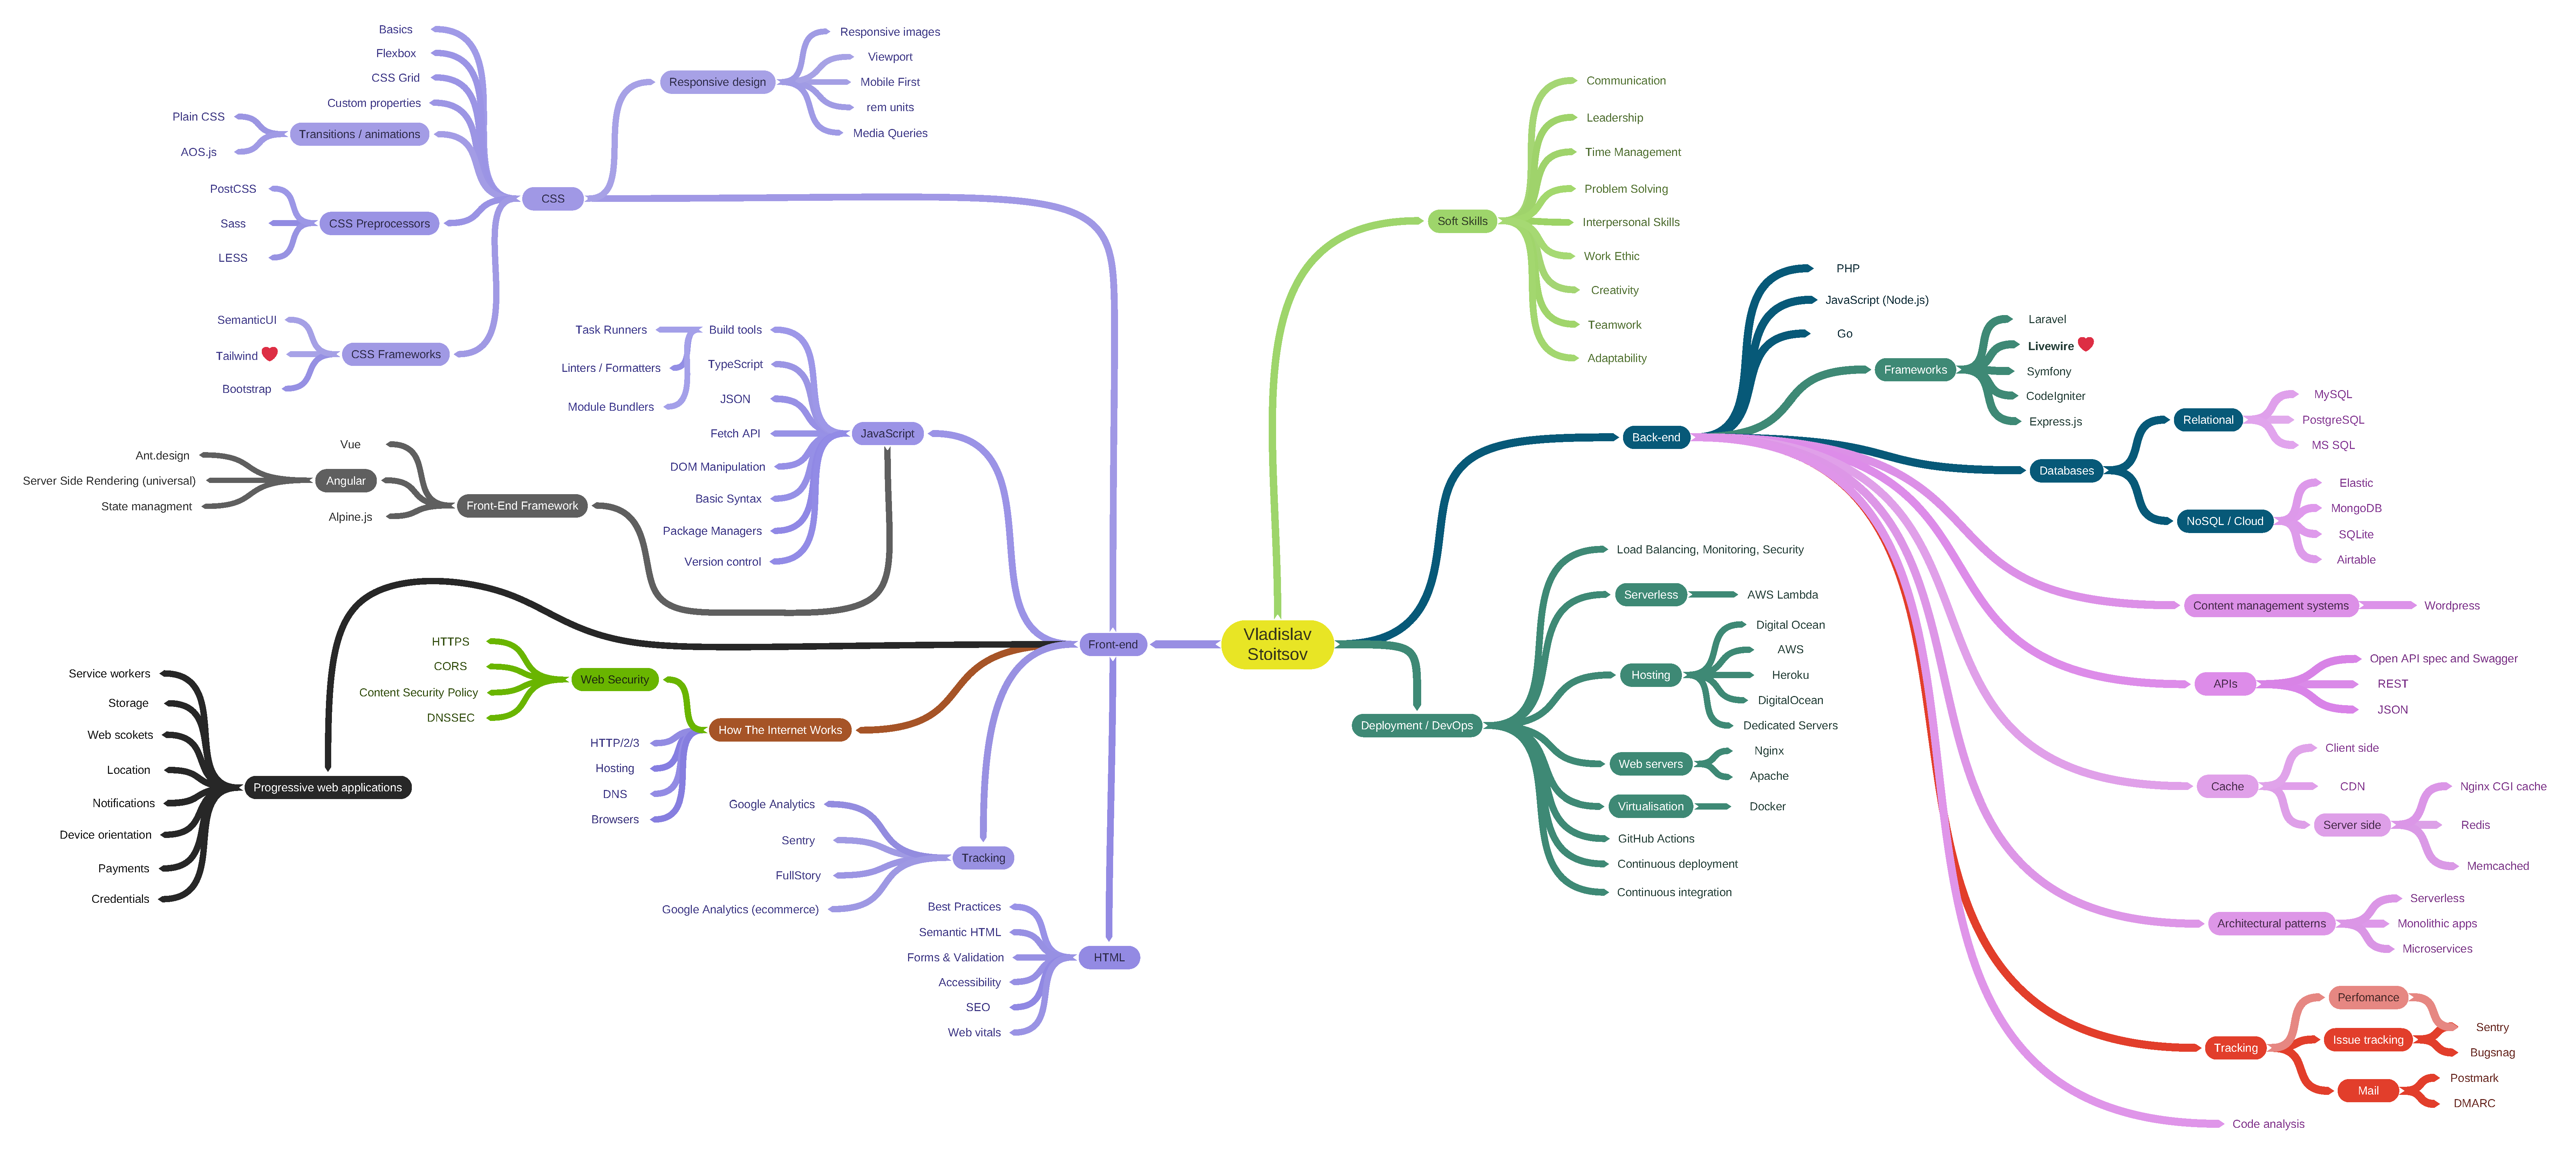 Vladislav
Stoitsov
Front-end
CSS
Basics
Flexbox
CSS Grid
Custom properties
Transitions / animations
Plain CSS
AOS.js
CSS Preprocessors
PostCSS
Sass
LESS
CSS Frameworks
SemanticUI
Tailwind
Bootstrap
Responsive design
Responsive images
Viewport
Mobile First
rem units
Media Queries
JavaScript
Build tools
Task Runners
Linters / Formatters
Module Bundlers
TypeScript
JSON
Fetch API
DOM Manipulation
Basic Syntax
Package Managers
Version control
Front-End Framework
Vue
Angular
Ant.design
Server Side Rendering (universal)
State managment
Alpine.js
Progressive web applications
Service workers
Storage
Web scokets
Location
Notifications
Device orientation
Payments
Credentials
How The Internet Works
Web Security
HTTPS
CORS
Content Security Policy
DNSSEC
HTTP/2/3
Hosting
DNS
Browsers
Tracking
Google Analytics
Sentry
FullStory
Google Analytics (ecommerce)
HTML
Best Practices
Semantic HTML
Forms & Validation
Accessibility
SEO
Web vitals
Soft Skills
Communication
Leadership
Time Management
Problem Solving
Interpersonal Skills
Work Ethic
Creativity
Teamwork
Adaptability
Back-end
PHP
JavaScript (Node.js)
Go
Frameworks
Laravel
Livewire
Symfony
CodeIgniter
Express.js
Databases
Relational
MySQL
PostgreSQL
MS SQL
NoSQL / Cloud
Elastic
MongoDB
SQLite
Airtable
Content management systems
Wordpress
APIs
Open API spec and Swagger
REST
JSON
Cache
Client side
CDN
Server side
Nginx CGI cache
Redis
Memcached
Architectural patterns
Serverless
Monolithic apps
Microservices
Tracking
Perfomance
Issue tracking
Sentry
Bugsnag
Mail
Postmark
DMARC
Code analysis
Deployment / DevOps
Load Balancing, Monitoring, Security
Serverless
AWS Lambda
Hosting
Digital Ocean
AWS
Heroku
DigitalOcean
Dedicated Servers
Web servers
Nginx
Apache
Virtualisation
Docker
GitHub Actions
Continuous deployment
Continuous integration